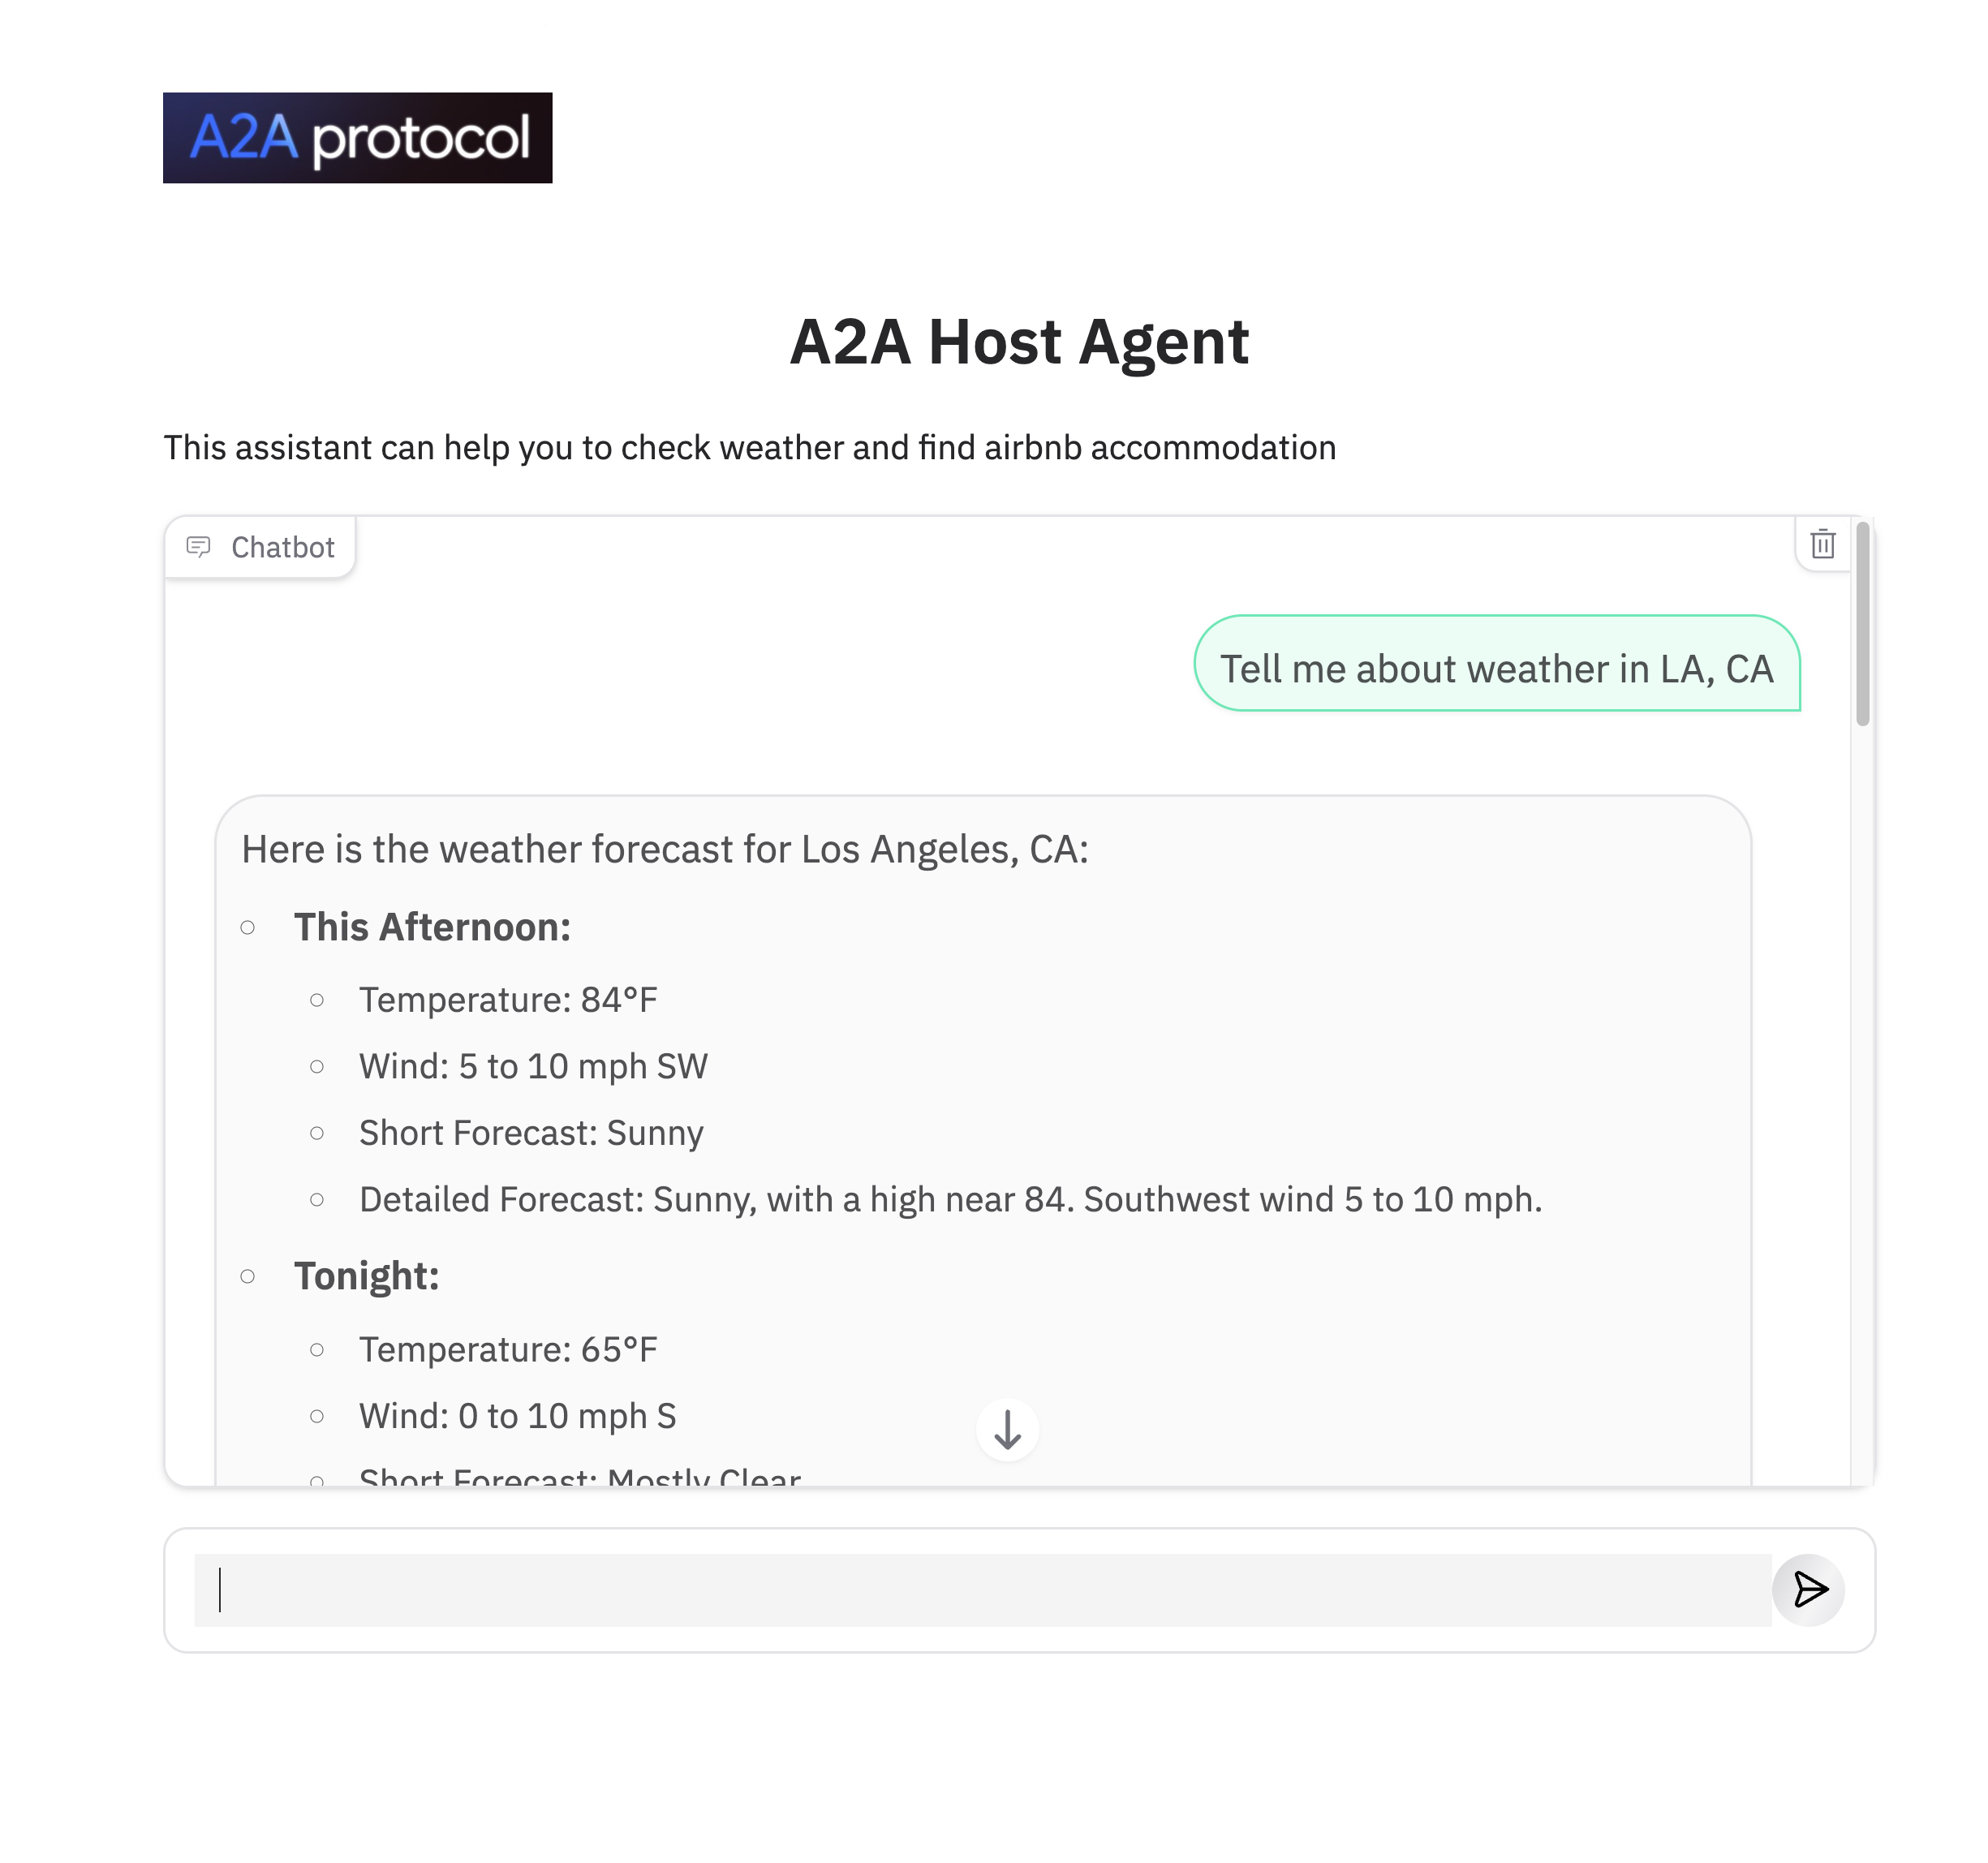 A2A protocol
A2A Host Agent
This assistant can help you to check weather and find airbnb accommodation
Chatbot
Tell me about weather in LA, CA
Here is the weather forecast for Los Angeles, CA:
This Afternoon:
Temperature: 84°F
Wind: 5 to 10 mph SW
Short Forecast: Sunny
Detailed Forecast: Sunny, with a high near 84. Southwest wind 5 to 10 mph.
Tonight:
Temperature: 65°F
Wind: 0 to 10 mph S
Short Forecast: Mostly Clear